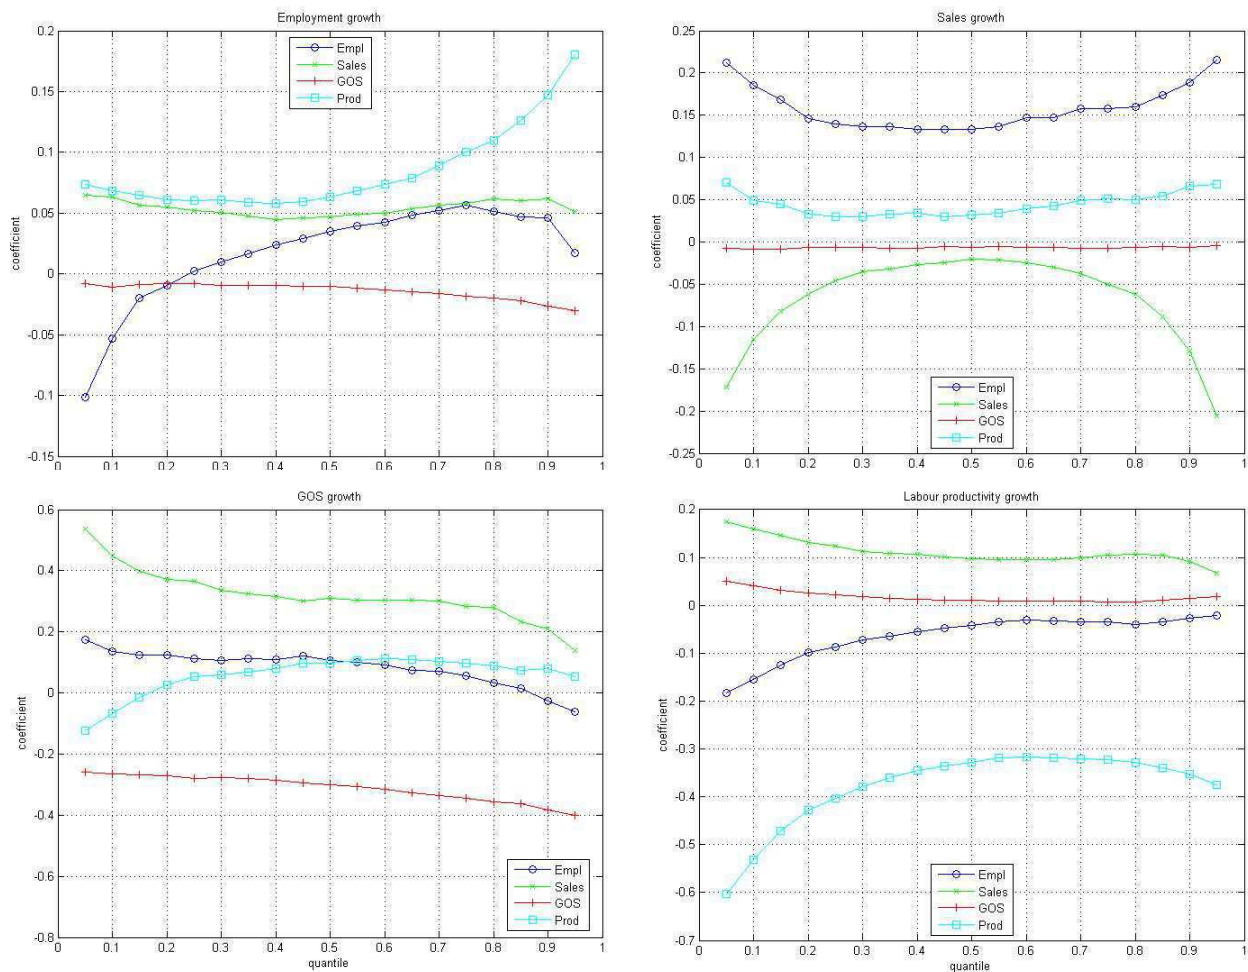 Employment growth
0.2
0.15
0.1
0.05
0
-0.05
-0.1
-0.15
coefficient
Empl
Sales
GOS
Prod
0 0.1 0.2 0.3 0.4 0.5 0.6 0.7 0.8 0.9 1
Sales growth
0.25
0.2
0.15
0.1
0.05
0
-0.05
-0.1
-0.15
-0.2
-0.25
coefficient
Empl
Sales
GOS
Prod
0 0.1 0.2 0.3 0.4 0.5 0.6 0.7 0.8 0.9 1
GOS growth
0.6
0.4
0.2
0
-0.2
-0.4
-0.6
-0.8
coefficient
Empl
Sales
GOS
Prod
0 0.1 0.2 0.3 0.4 0.5 0.6 0.7 0.8 0.9 1
quantile
Labour productivity growth
0.2
0.1
0
-0.1
-0.2
-0.3
-0.4
-0.5
-0.6
-0.7
coefficient
Empl
Sales
GOS
Prod
0 0.1 0.2 0.3 0.4 0.5 0.6 0.7 0.8 0.9 1
quantile